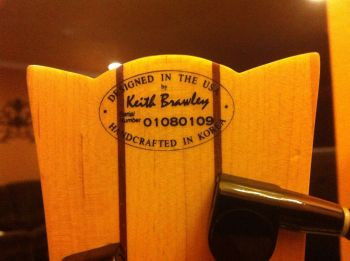 DESIGNED IN THE USA
by
Keith Brawley
Serial
Number 01080109
HANDCRAFTED IN KOREA